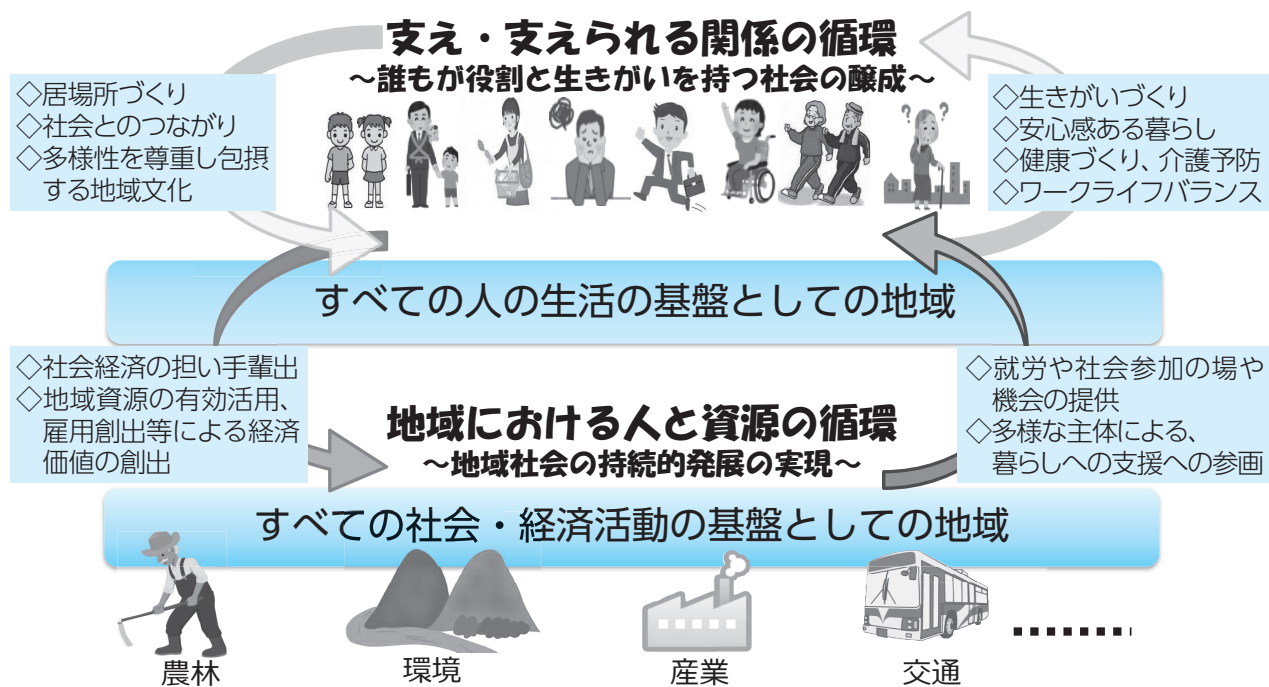 支え・支えられる関係の循環
～誰もが役割と生きがいを持つ社会の醸成～
◇居場所づくり
◇社会とのつながり
◇多様性を尊重し包摂
する地域文化
◇生きがいづくり
◇安心感ある暮らし
◇健康づくり、介護予防
◇ワークライフバランス
? ?
すべての人の生活の基盤としての地域
◇社会経済の担い手輩出
◇地域資源の有効活用、
雇用創出等による経済
価値の創出
地域における人と資源の循環
～地域社会の持続的発展の実現～
◇就労や社会参加の場や
機会の提供
◇多様な主体による、
暮らしへの支援への参画
すべての社会・経済活動の基盤としての地域
農林
環境
産業
交通